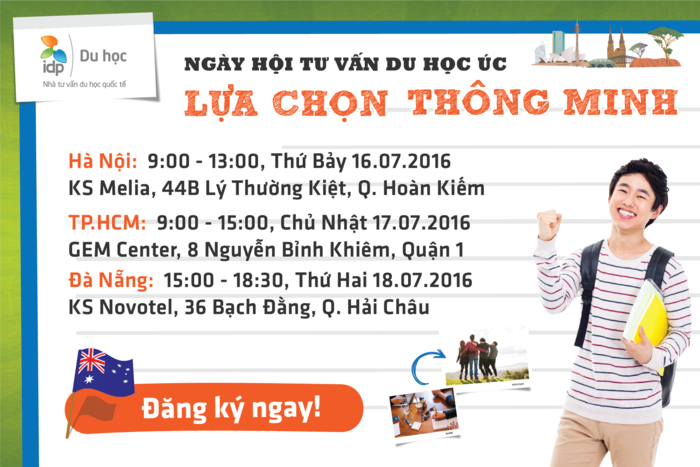 idp
Du học
Nhà tư vấn du học quốc tế
NGÀY HỘI TƯ VẤN DU HỌC ÚC
LỰA CHỌN THÔNG MINH
Hà Nội: 9:00 - 13:00, Thứ Bảy 16.07.2016
KS Melia, 44B Lý Thường Kiệt, Q. Hoàn Kiếm
TP.HCM: 9:00 - 15:00, Chủ Nhật 17.07.2016
GEM Center, 8 Nguyễn Bỉnh Khiêm, Quận 1
Đà Nẵng: 15:00 - 18:30, Thứ Hai 18.07.2016
KS Novotel, 36 Bạch Đằng, Q. Hải Châu
Đăng ký ngay!